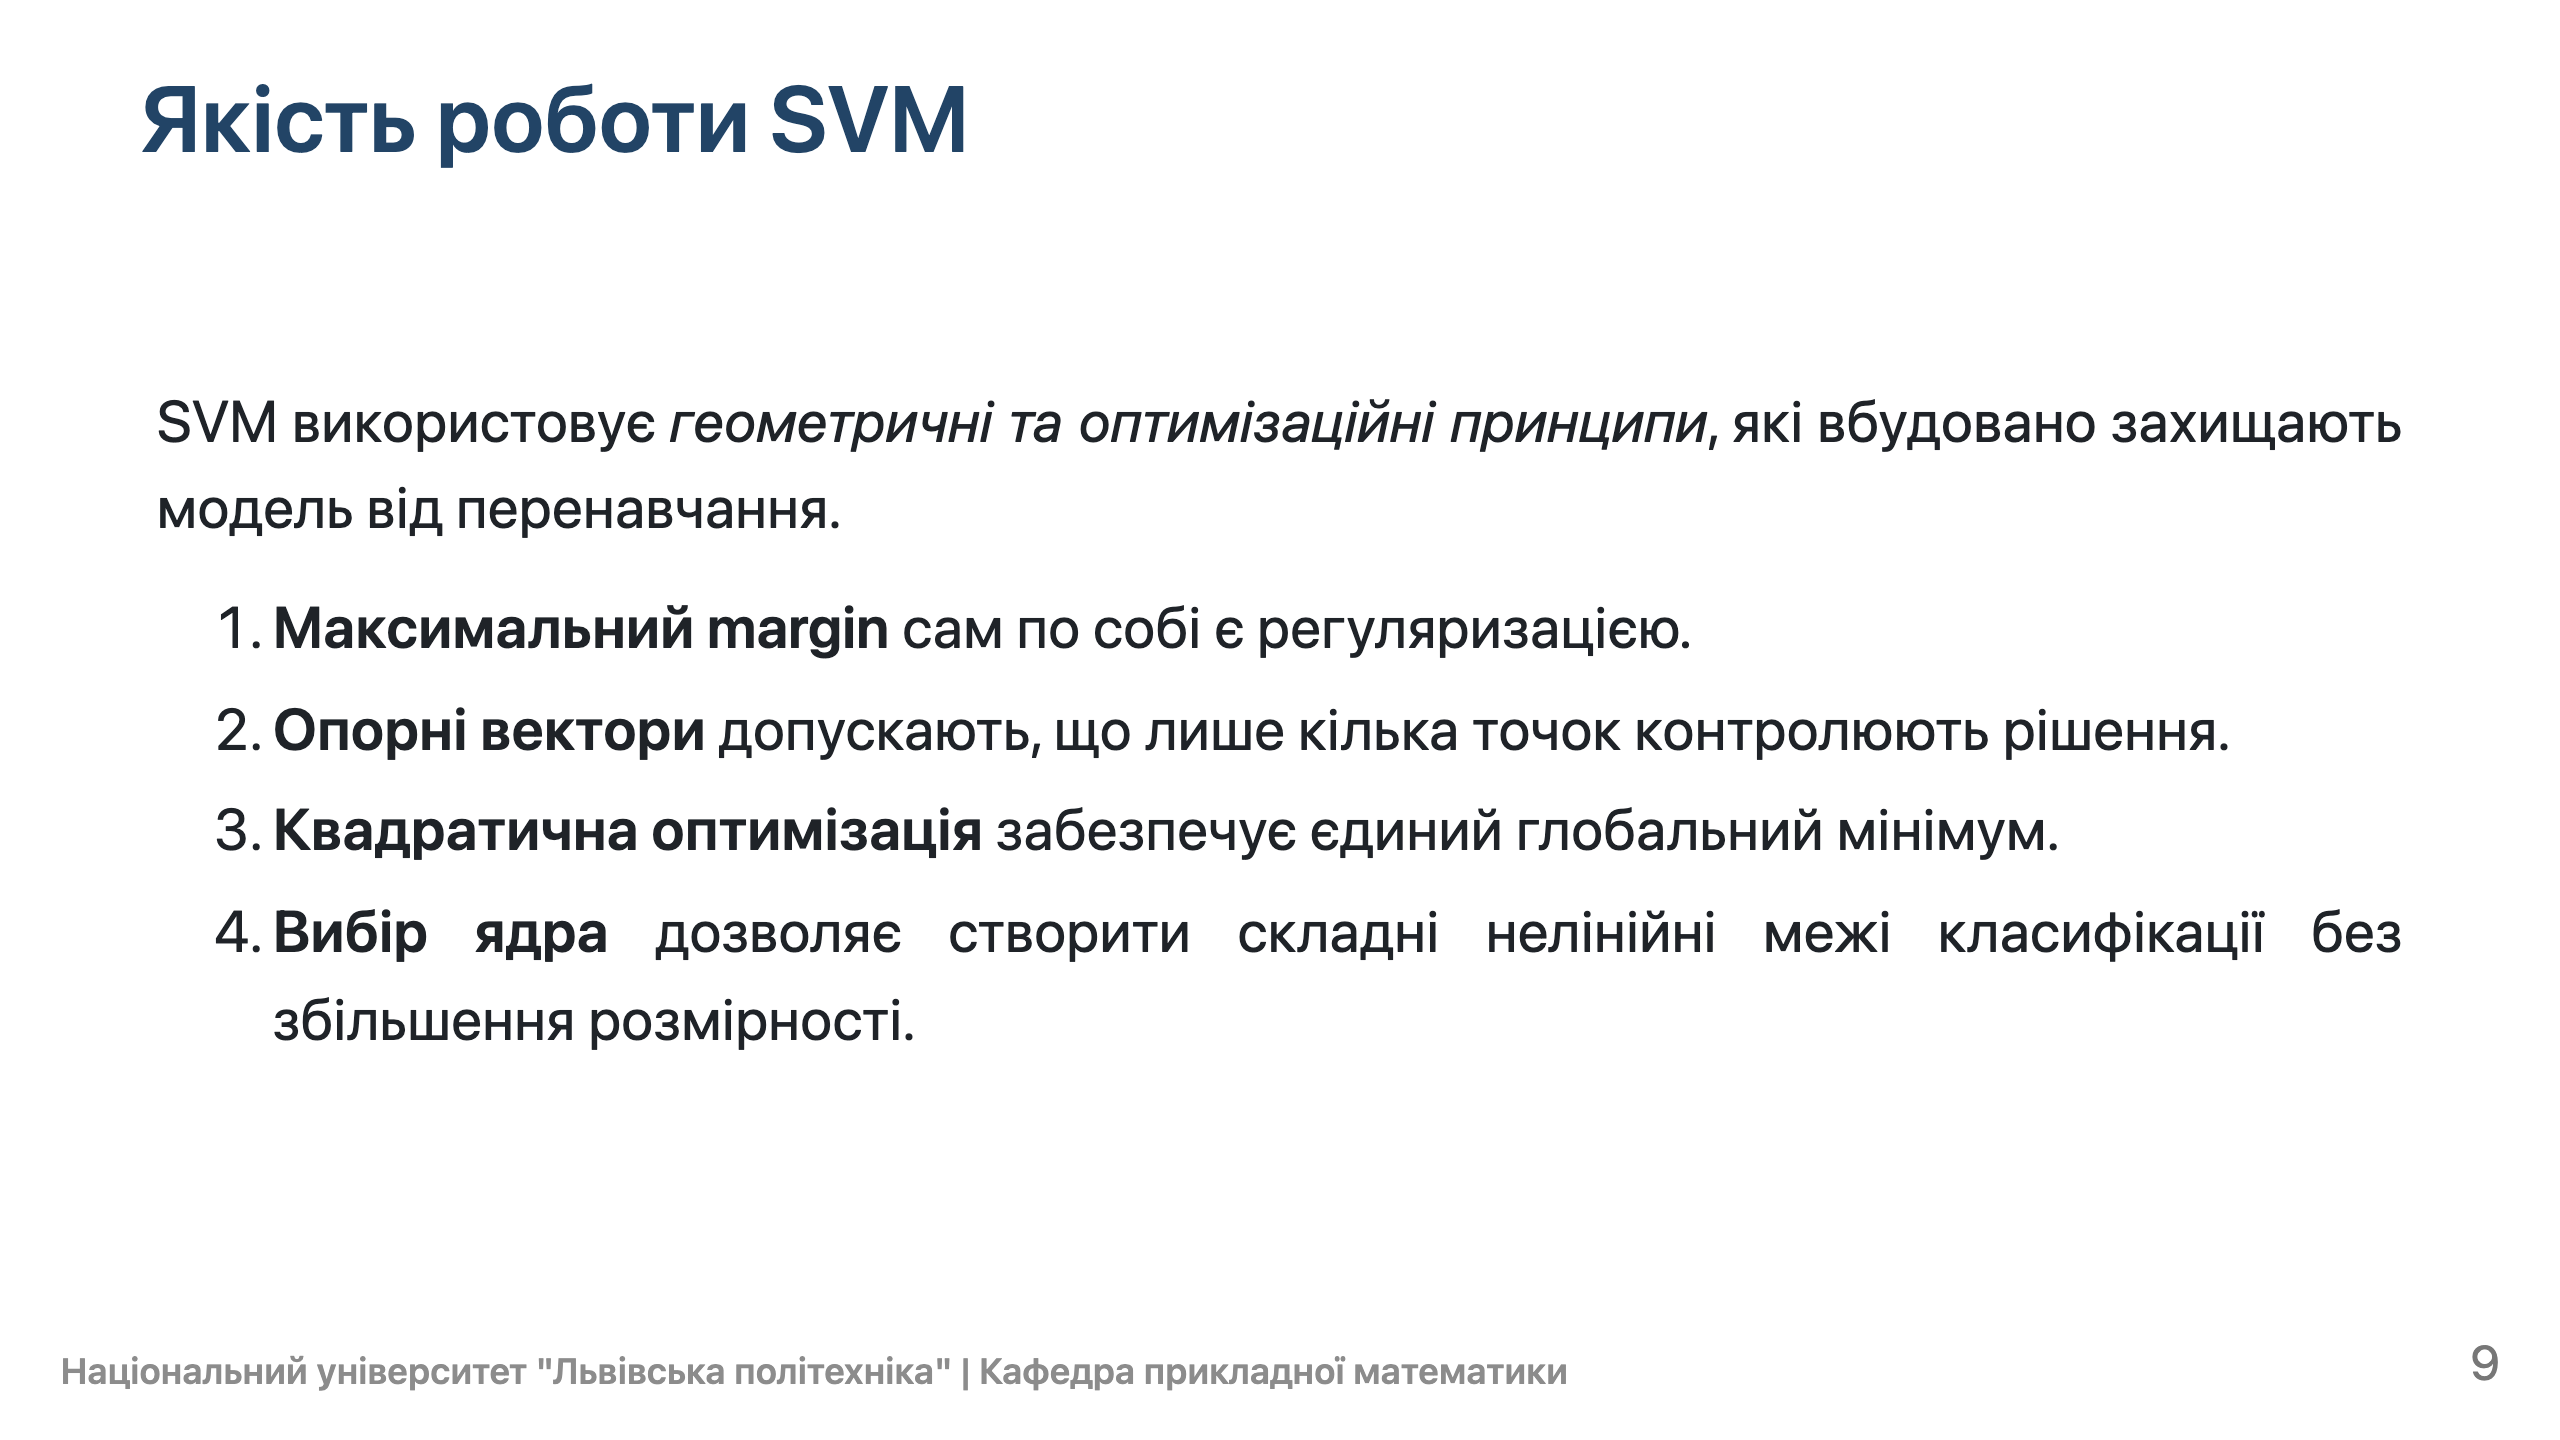 Якість роботи SVM
SVM використовує геометричні та оптимізаційні принципи, які вбудовано захищають
модель від перенавчання.
1. Максимальний margin сам по собі є регуляризацією.
2. Опорні вектори допускають, що лише кілька точок контролюють рішення.
3. Квадратична оптимізація забезпечує єдиний глобальний мінімум.
4. Вибір ядра дозволяє створити складні нелінійні межі класифікації без
збільшення розмірності.
Національний університет "Львівська політехніка" | Кафедра прикладної математики
9